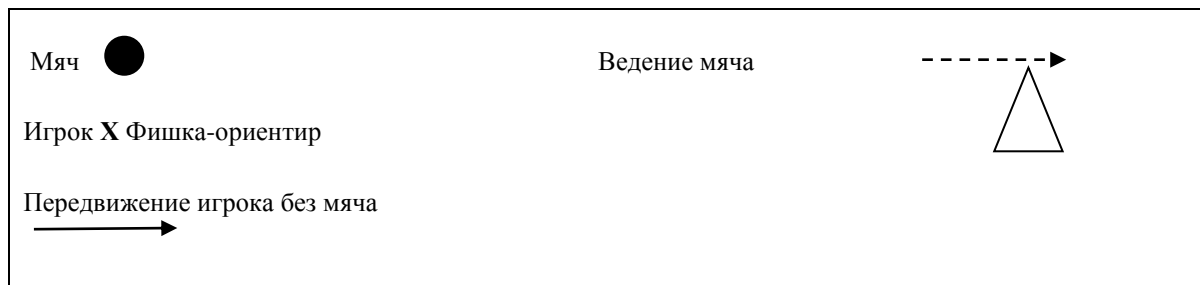 Мяч Ведение мяча
Игрок X Фишка-ориентир
Передвижение игрока без мяча